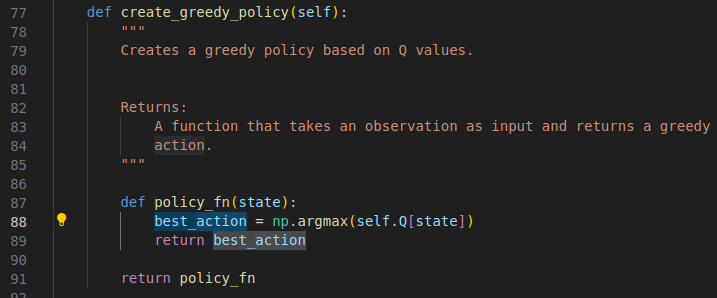 77 def create_greedy_policy(self):
78 """
79 Creates a greedy policy based on Q values.
80
81
82 Returns:
83 A function that takes an observation as input and returns a greedy
84 action.
85 """
86
87 def policy_fn(state):
88 best_action = np.argmax(self.Q[state])
89 return best_action
90
91 return policy_fn
92